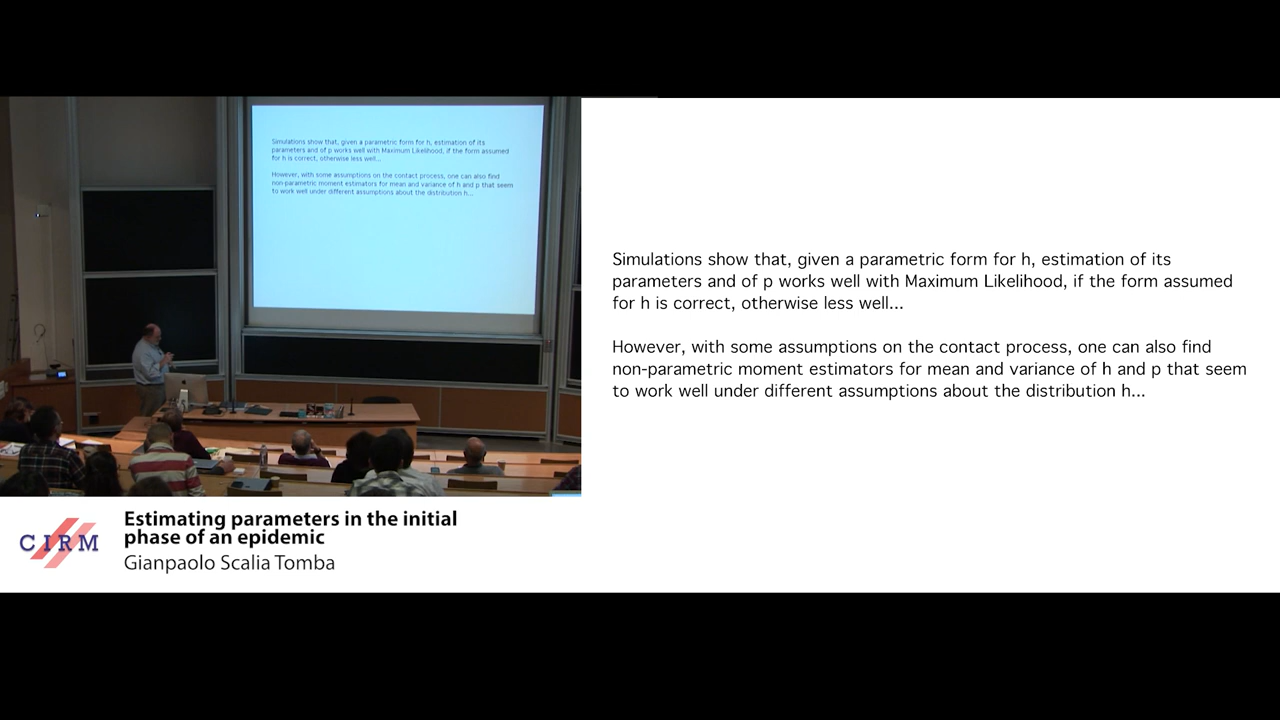 Simulations show that, given a parametric form for h, estimation of its
parameters and of p works well with Maximum Likelihood, if the form assumed
for h is correct, otherwise less well...
However, with some assumptions on the contact process, one can also find
non-parametric moment estimators for mean and variance of h and p that seem
to work well under different assumptions about the distribution h...
Simulations show that, given a parametric form for h, estimation of its
parameters and of p works well with Maximum Likelihood, if the form assumed
for h is correct, otherwise less well...
However, with some assumptions on the contact process, one can also find
non-parametric moment estimators for mean and variance of h and p that seem
to work well under different assumptions about the distribution h...
CIRM
Estimating parameters in the initial
phase of an epidemic
Gianpaolo Scalia Tomba